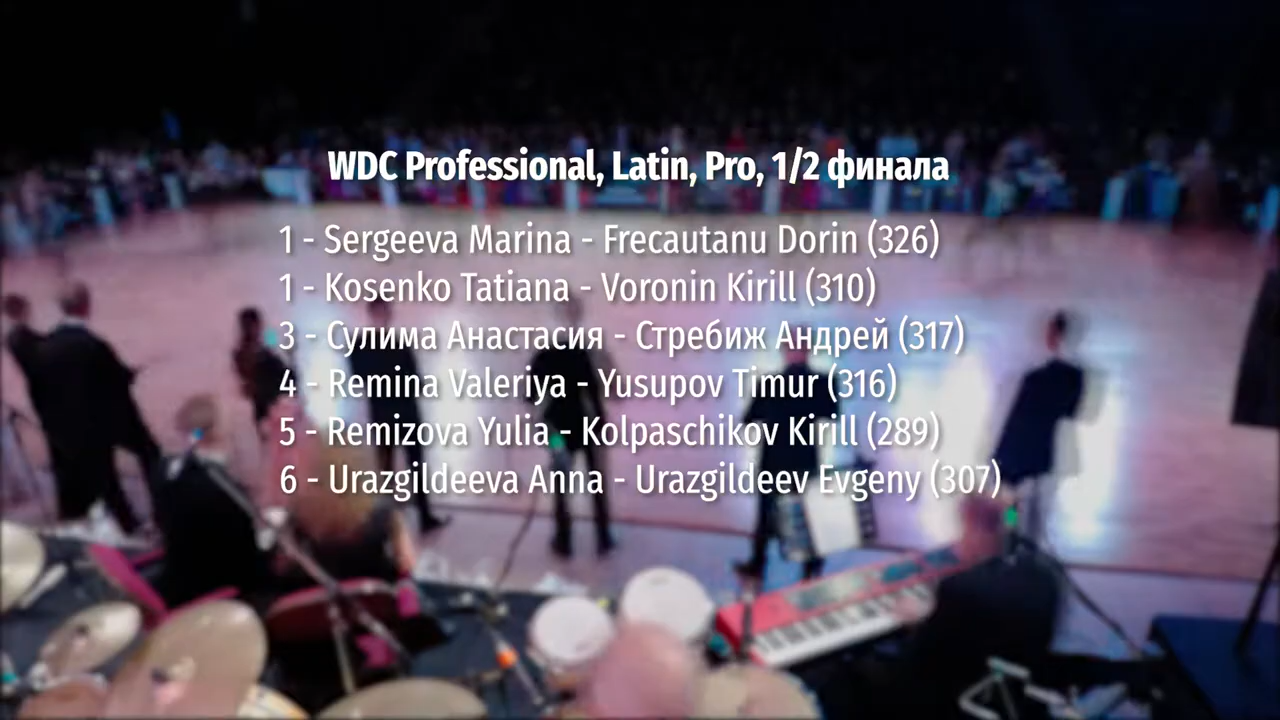 WDC Professional, Latin, Pro, 1/2 финала
1 - Sergeeva Marina - Frecautanu Dorin (326)
1 - Kosenko Tatiana - Voronin Kirill (310)
3 - Сулима Анастасия - Стребиж Андрей (317)
4 - Remina Valeriya - Yusupov Timur (316)
5 - Remizova Yulia - Kolpaschikov Kirill (289)
6 - Urazgildeeva Anna - Urazgildeev Evgeny (307)